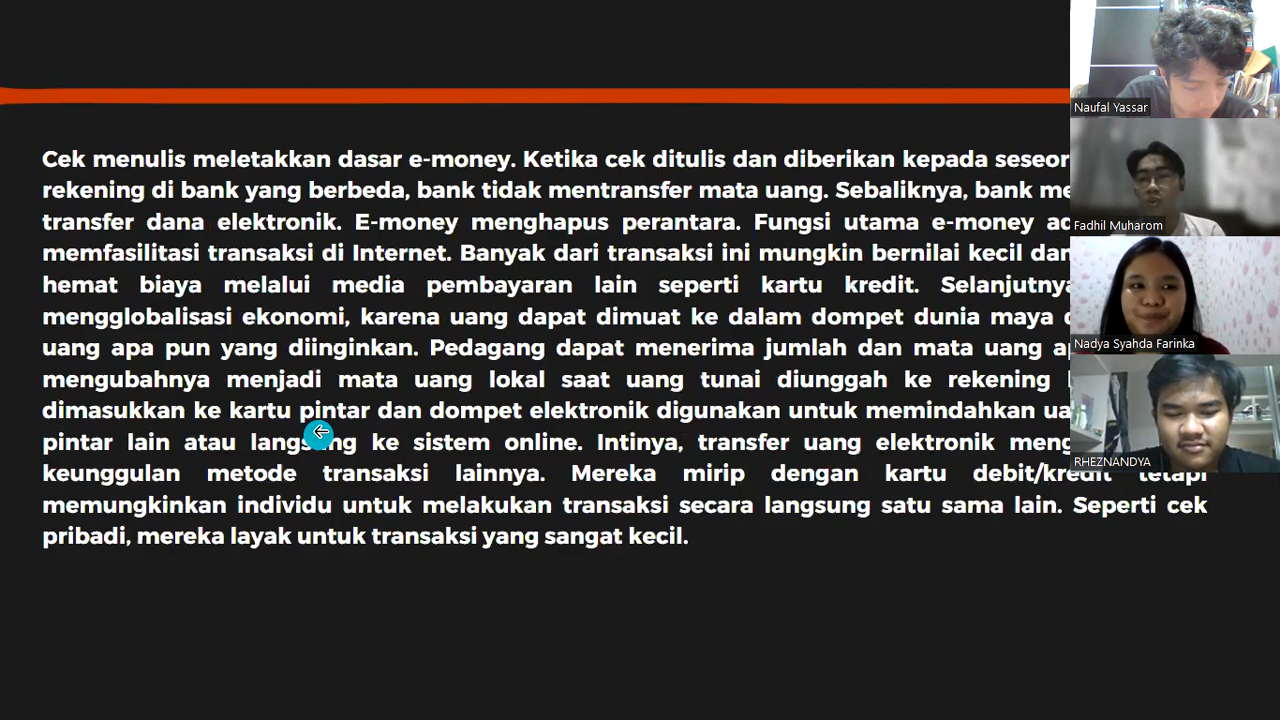 Cek menulis meletakkan dasar e-money. Ketika cek ditulis dan diberikan kepada
rekening di bank yang berbeda, bank tidak mentransfer mata uang. Sebaliknya, bank
transfer dana elektronik. E-money menghapus perantara. Fungsi utama e-money
memfasilitasi transaksi di Internet. Banyak dari transaksi ini mungkin bernilai kecil
hemat biaya melalui media pembayaran lain seperti kartu kredit.
mengglobalisasi ekonomi, karena uang dapat dimuat ke dalam dompet dunia maya
uang apa pun yang diinginkan. Pedagang dapat menerima jumlah dan mata uang
mengubahnya menjadi mata uang lokal saat uang tunai diunggah ke rekening
dimasukkan ke kartu pintar dan dompet elektronik digunakan untuk memindahkan
pintar lain atau langsung ke sistem online. Intinya, transfer uang elektronik
keunggulan metode transaksi lainnya. Mereka mirip dengan kartu debit/kredit tetapi
memungkinkan individu untuk melakukan transaksi secara langsung satu sama lain. Seperti cek
pribadi, mereka layak untuk transaksi yang sangat kecil.
Naufal Yassar
Fadhil Muharom
Nadya Syahda Farinka
RHEZNANDYA